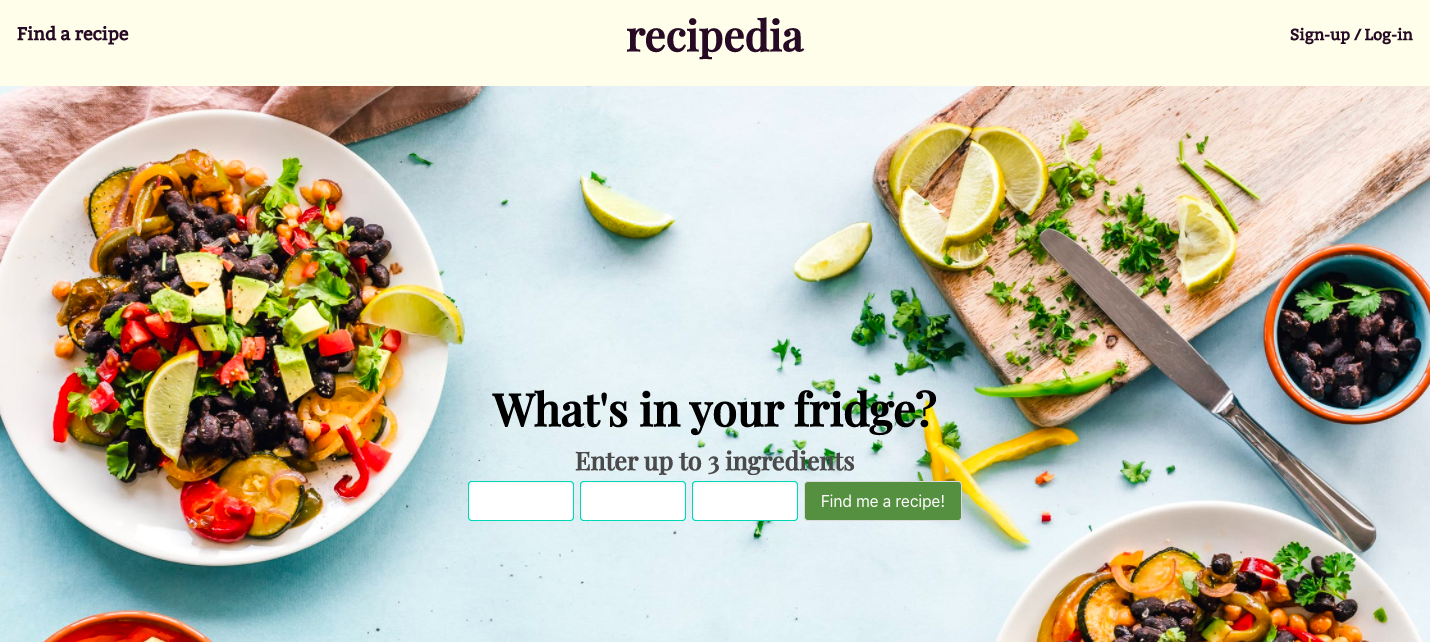 Find a recipe
recipedia
Sign-up / Log-in
What's in your fridge?
Enter up to 3 ingredients
Find me a recipe!